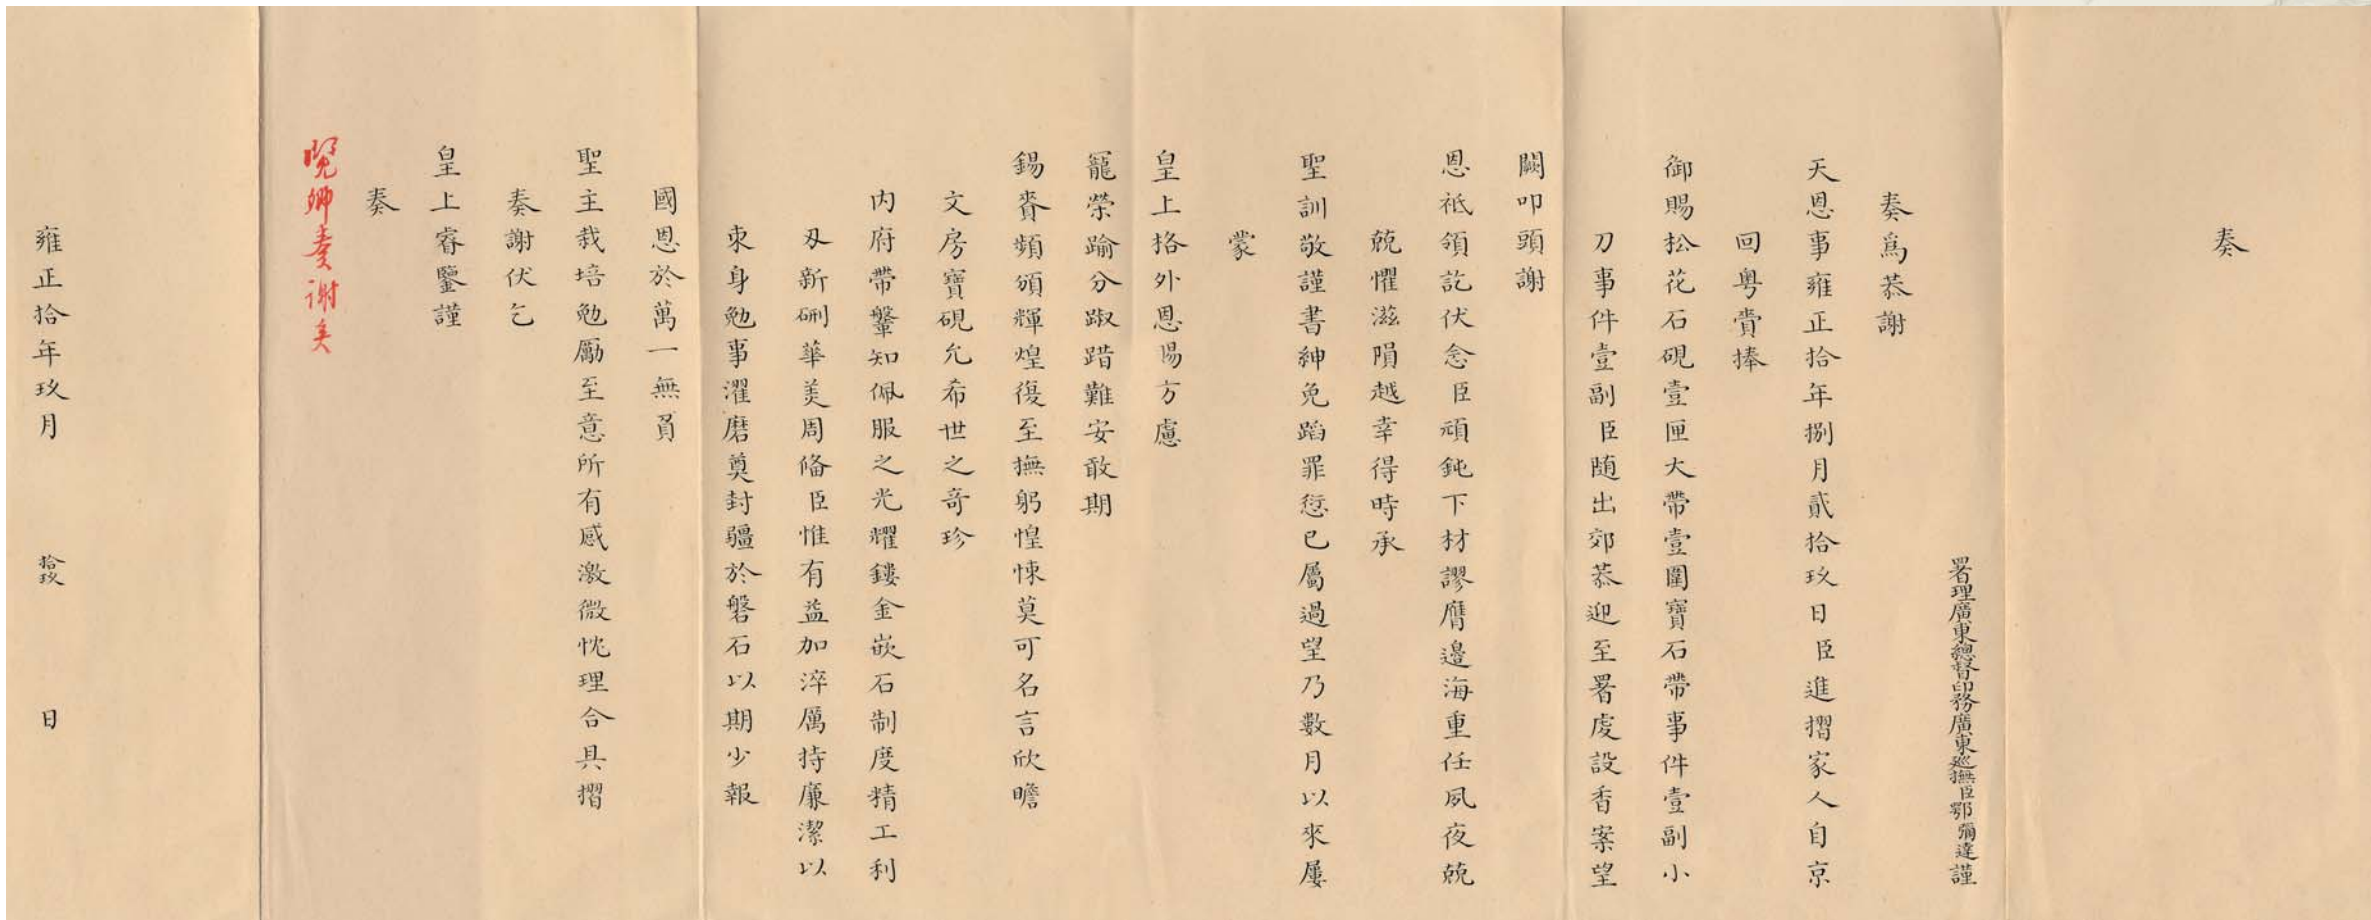 奏
署理廣東總督印務廣東巡撫臣鄂彌達謹
奏爲恭謝
天恩事雍正拾年捌月貳拾玖日臣進摺家人自京
回粵賫捧
御賜松花石硯壹匣大帶壹圍寶石帶事件壹副小
刀事件壹副臣随出郊恭迎至署處設香案望
闕叩頭謝
恩祗領訖伏念臣頑鈍下材謬膺邊海重任夙夜兢
兢懼滋隕越幸得時承
聖訓敬謹書紳免蹈罪愆已屬過望乃數月以來屢
蒙
皇上格外恩賜方慮
寵榮踰分踧踖難安敢期
錫賚頻頒輝煌復至撫躬惶悚莫可名言欣瞻
文房寶硯允希世之奇珍
內府帶鞶知佩服之光耀鏤金嵌石制度精工利
刄新硎華美周俻臣惟有益加淬厲持廉潔以
束身勉事濯磨奠封疆於磐石以期少報
國恩於萬一無負
聖主栽培勉勵至意所有感激微忱理合具摺
奏謝伏乞
皇上睿鑒謹
奏
覽卿奏謝矣
雍正拾年玖月拾玖日